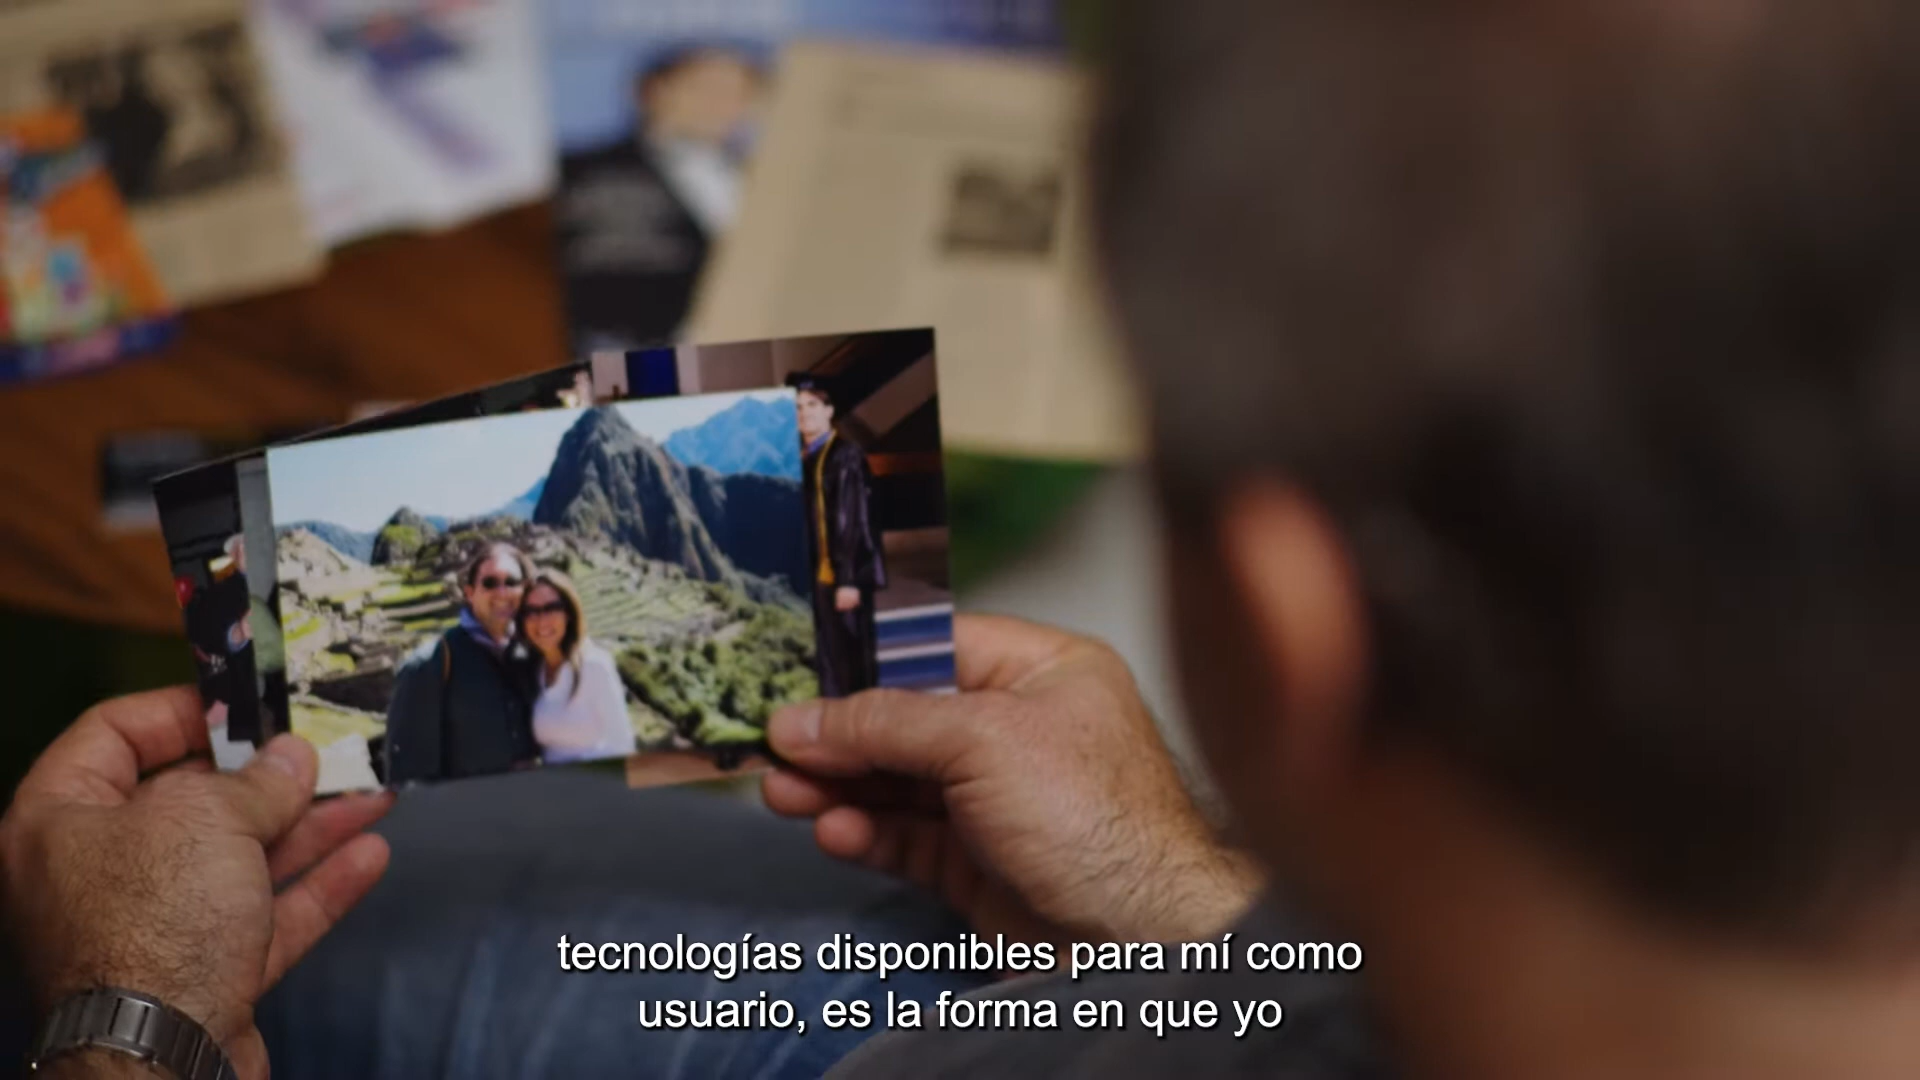 tecnologías disponibles para mí como
usuario, es la forma en que yo